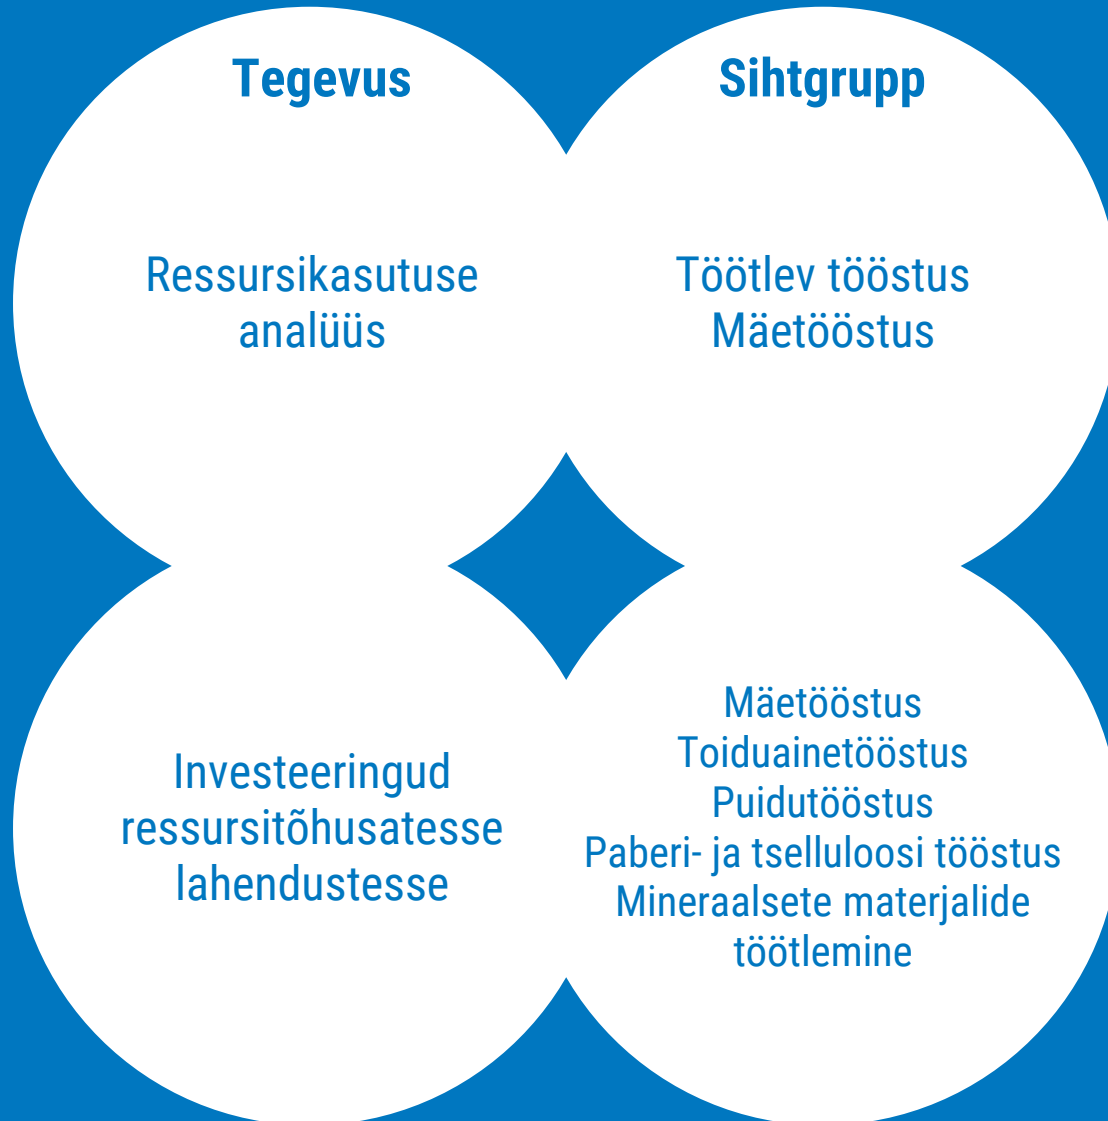 Tegevus
Sihtgrupp
Ressursikasutuse
analüüs
Töötlev tööstus
Mäetööstus
Investeeringud
ressursitõhusatesse
lahendustesse
Mäetööstus
Toiduainetööstus
Puidutööstus
Paberi- ja tselluloosi tööstus
Mineraalsete materjalide
töötlemine